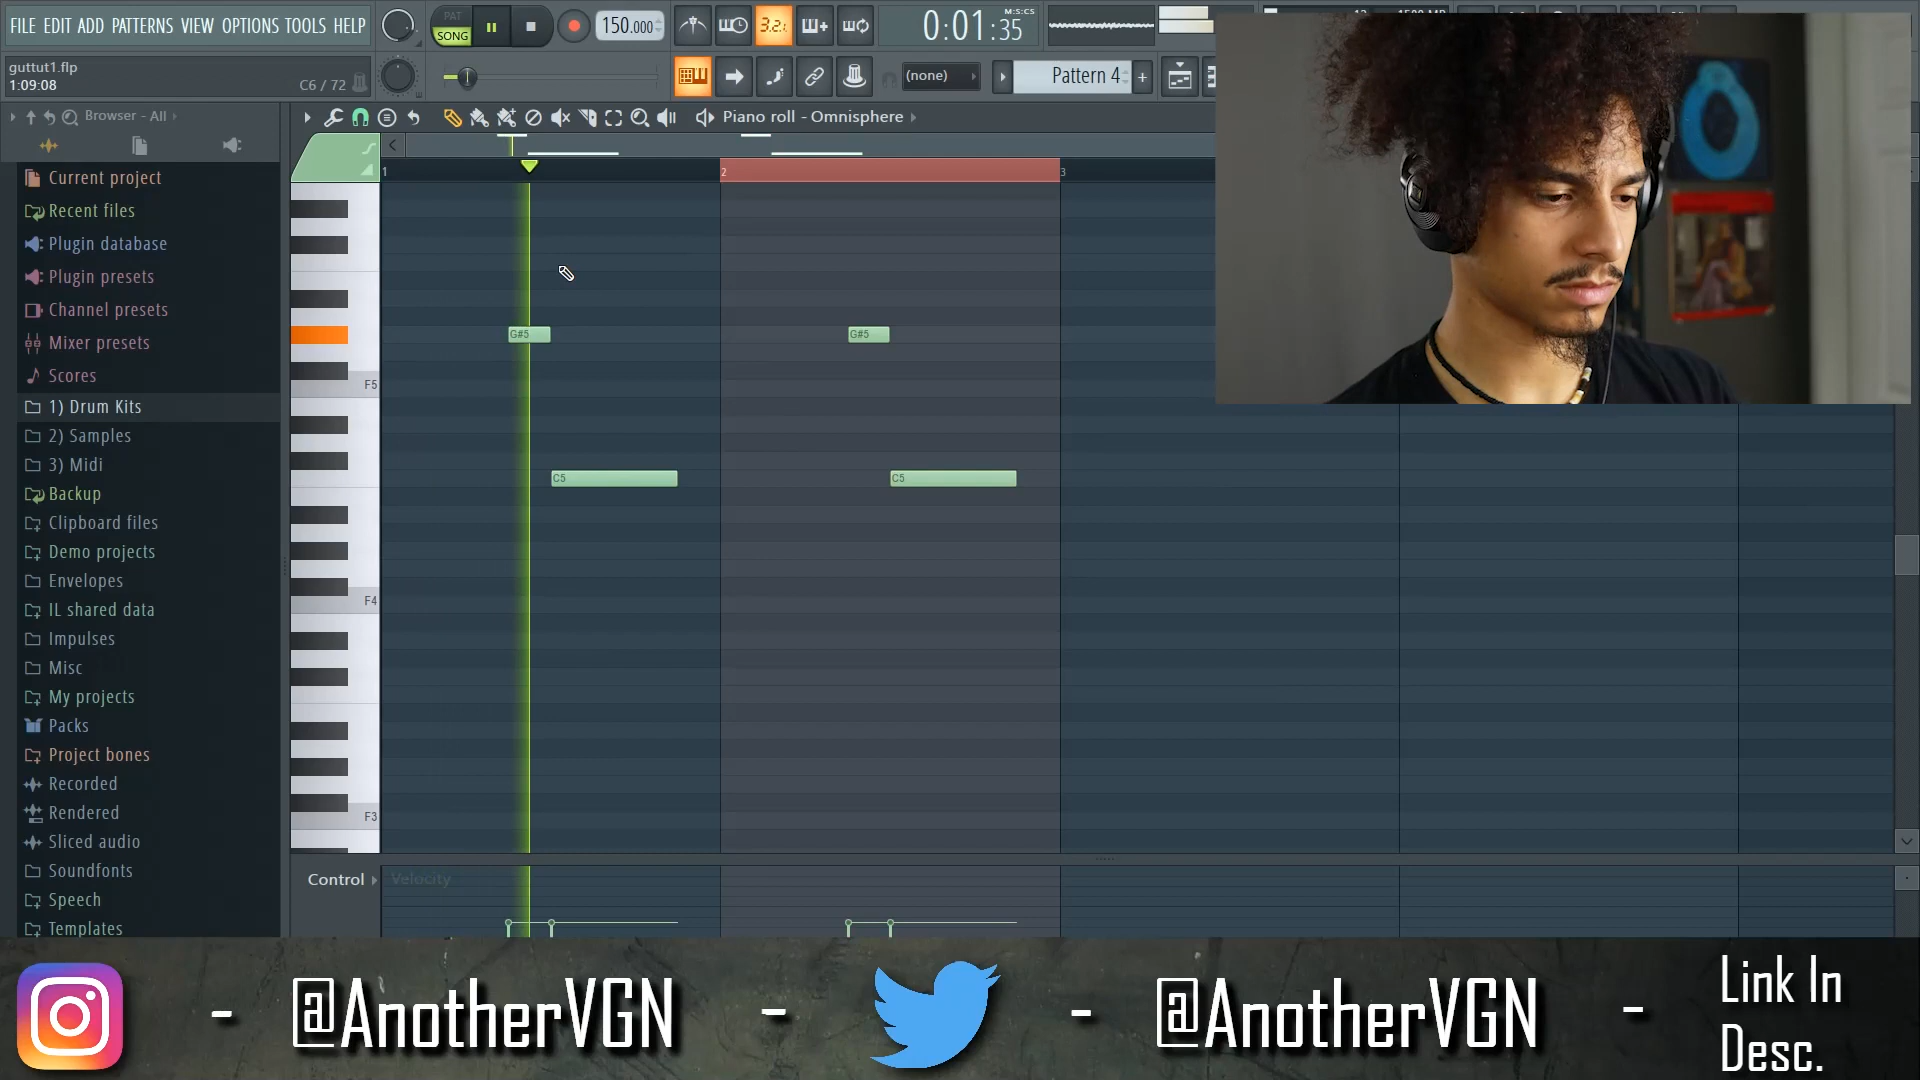 FILE EDIT ADD PATTERNS VIEW OPTIONS TOOLS HELP
PAT
SONG
150.000
3.2.
0:01:35
M:S:CS
guttut1.flp
1:09:08
C6 / 72
(none)
Pattern 4
Browser - All
Piano roll - Omnisphere
Current project
Recent files
Plugin database
Plugin presets
Channel presets
Mixer presets
Scores
1) Drum Kits
2) Samples
3) Midi
Backup
Clipboard files
Demo projects
Envelopes
IL shared data
Impulses
Misc
My projects
Packs
Project bones
Recorded
Rendered
Sliced audio
Soundfonts
Speech
Templates
1
2
3
G#5
G#5
F5
C5
C5
F4
F3
Control
Velocity
- @AnotherVGN - - @AnotherVGN - Link In
Desc.